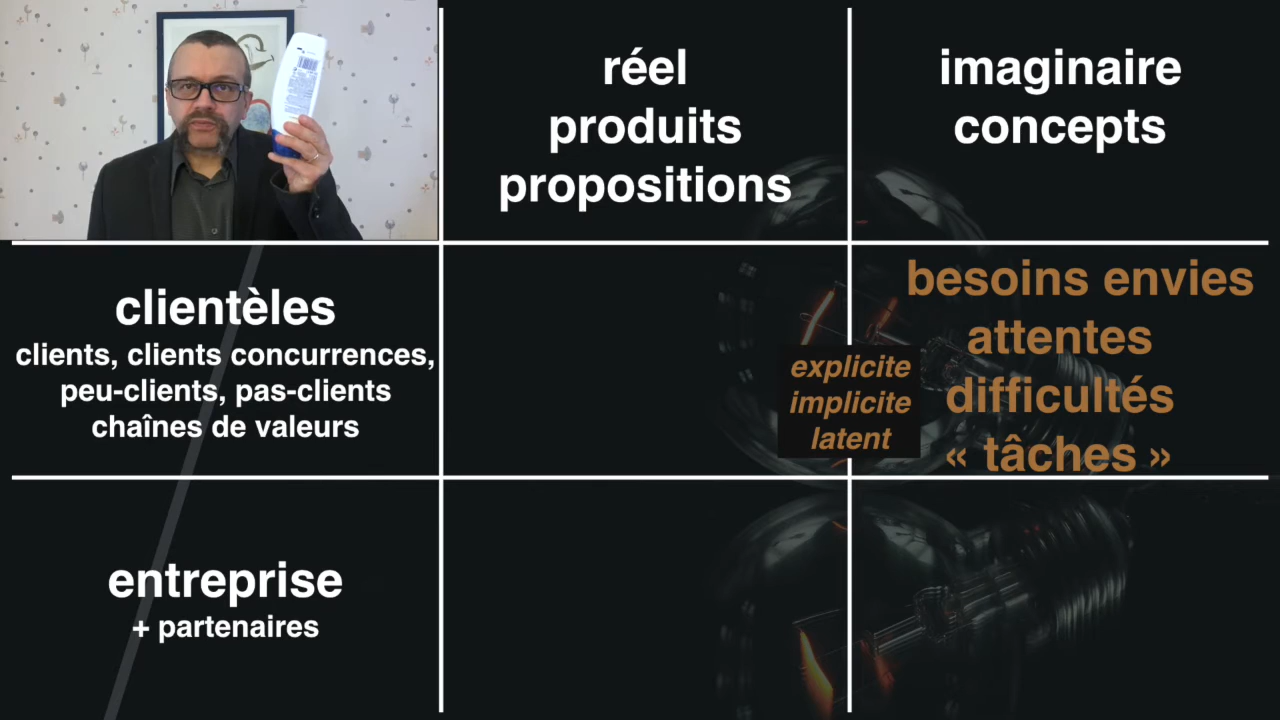 réel
produits
propositions
imaginaire
concepts
clientèles
clients, clients concurrences,
peu-clients, pas-clients
chaînes de valeurs
explicite
implicite
latent
besoins envies
attentes
difficultés
« tâches »
entreprise
+ partenaires